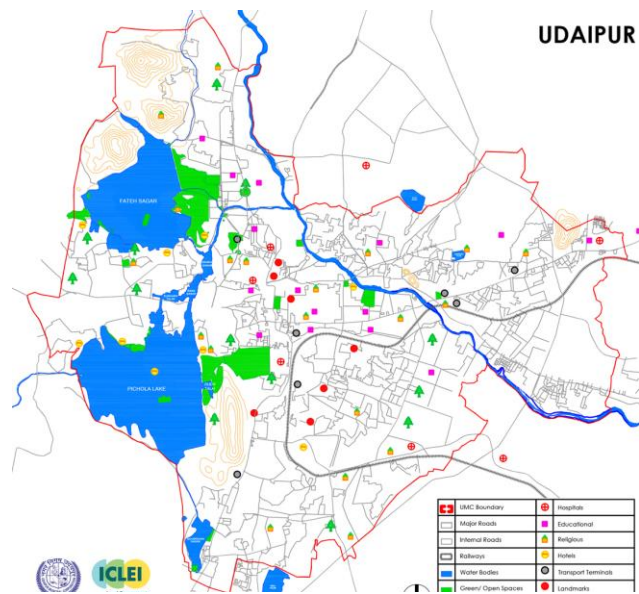 UDAIPUR
FATEH SAGAR
PICHOLA LAKE
UMC Boundary
Major Roads
Internal Roads
Railways
Water Bodies
Green/ Open Spaces
Hospitals
Educational
Religious
Hotels
Transport Terminals
Landmarks
ICLEI